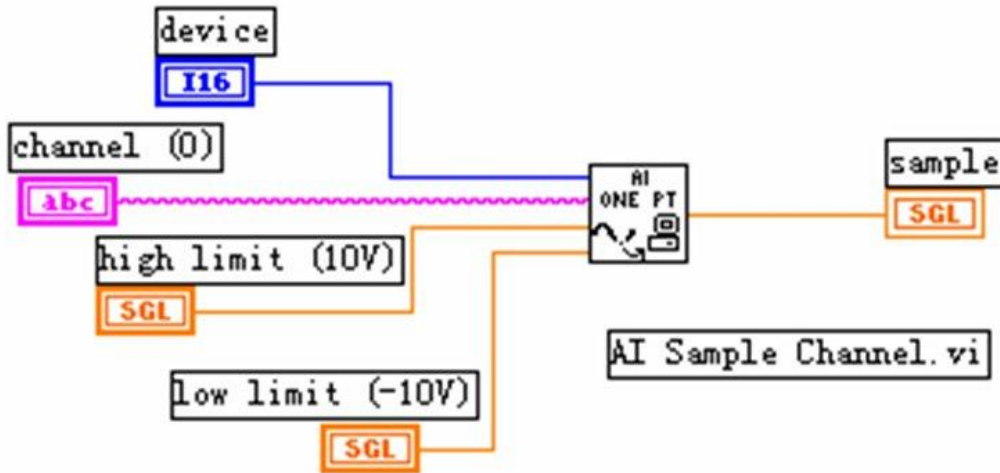 device
I16
channel (0)
abc
high limit (10V)
SGL
low limit (-10V)
SGL
AI
ONE PT
sample
SGL
AI Sample Channel.vi